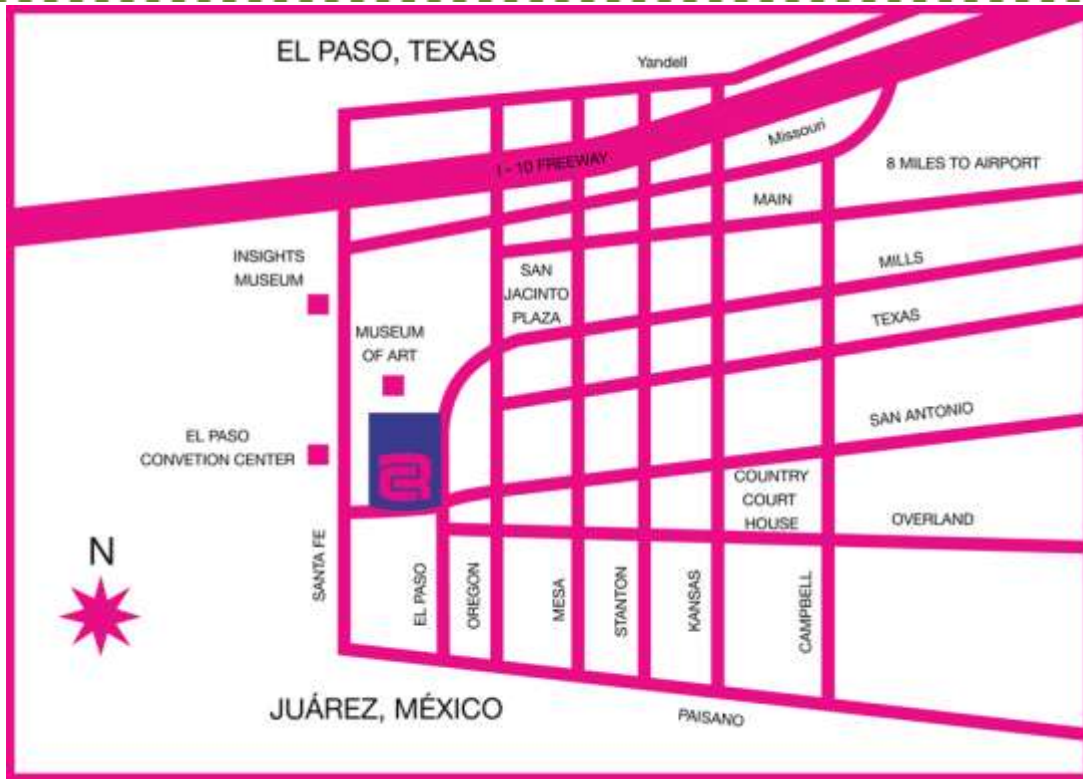 EL PASO, TEXAS
Yandell
Missouri
I - 10 FREEWAY
8 MILES TO AIRPORT
MAIN
INSIGHTS
MUSEUM
SAN
JACINTO
PLAZA
MILLS
TEXAS
MUSEUM
OF ART
SAN ANTONIO
EL PASO
CONVETION CENTER
COUNTRY
COURT
HOUSE
OVERLAND
N
SANTA FE
EL PASO
OREGON
MESA
STANTON
KANSAS
CAMPBELL
JUÁREZ, MÉXICO
PAISANO